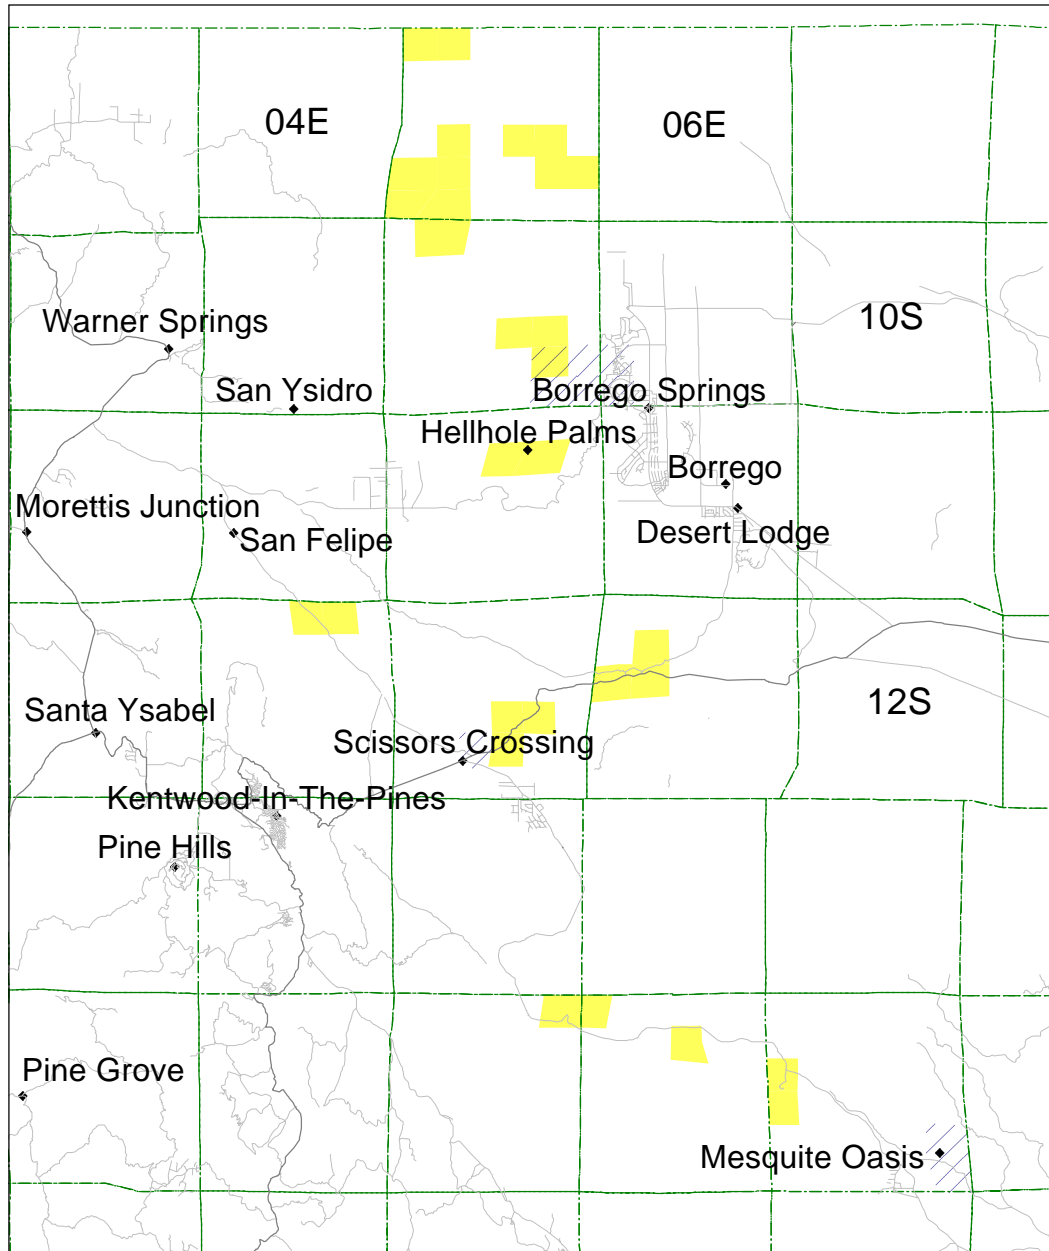 04E
06E
10S
Warner Springs
San Ysidro
Borrego Springs
Hellhole Palms
Borrego
Morettis Junction
San Felipe
Desert Lodge
12S
Santa Ysabel
Scissors Crossing
Kentwood-In-The-Pines
Pine Hills
Pine Grove
Mesquite Oasis